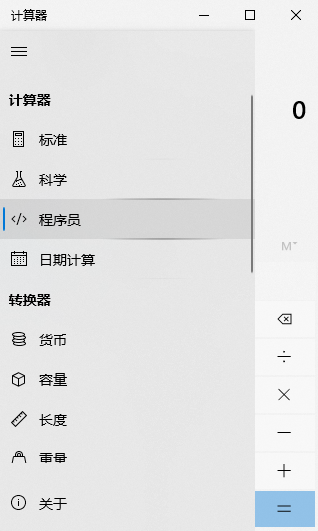 计算器
0
计算器
标准
科学
程序员
日期计算
M˅
转换器
货币
容量
÷
长度
×
重量
−
+
关于
=